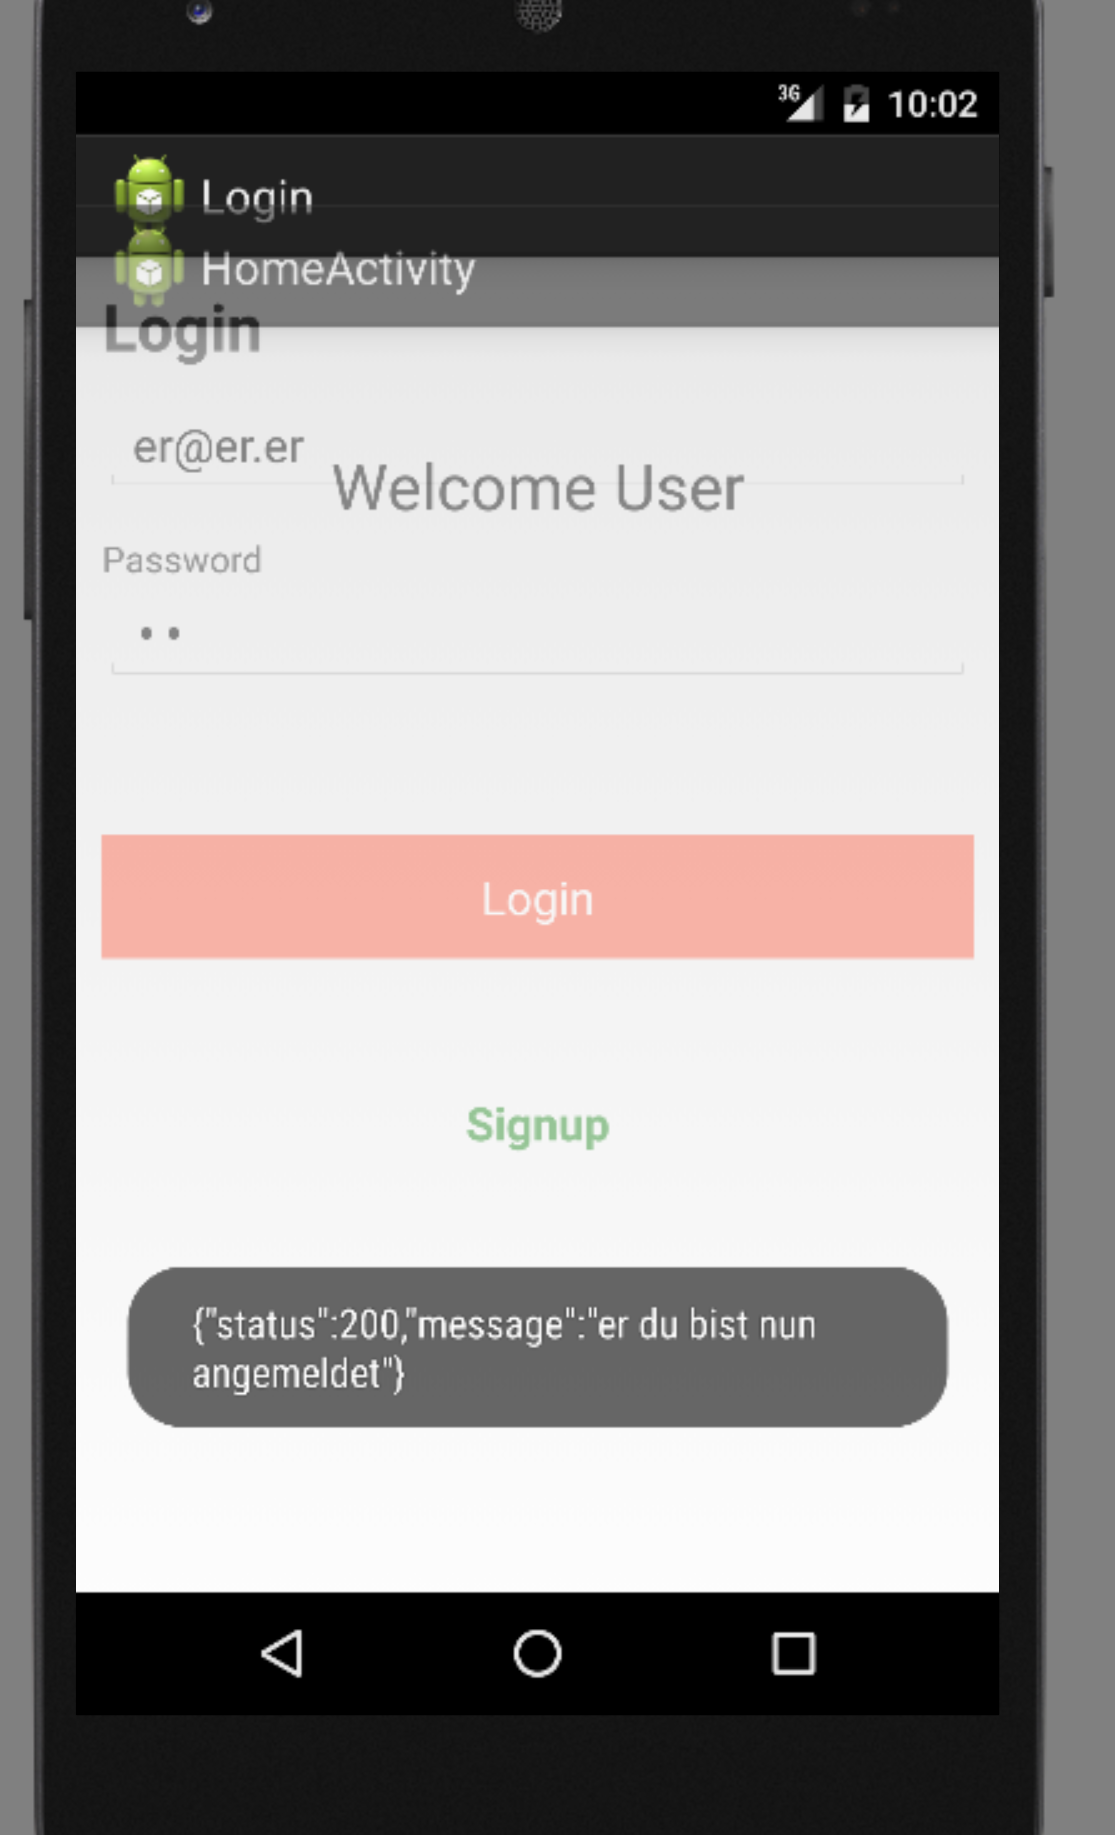 3G 10:02
Login
HomeActivity
Login
er@er.er
Welcome User
Password
Login
Signup
{"status":200,"message":"er du bist nun
angemeldet"}